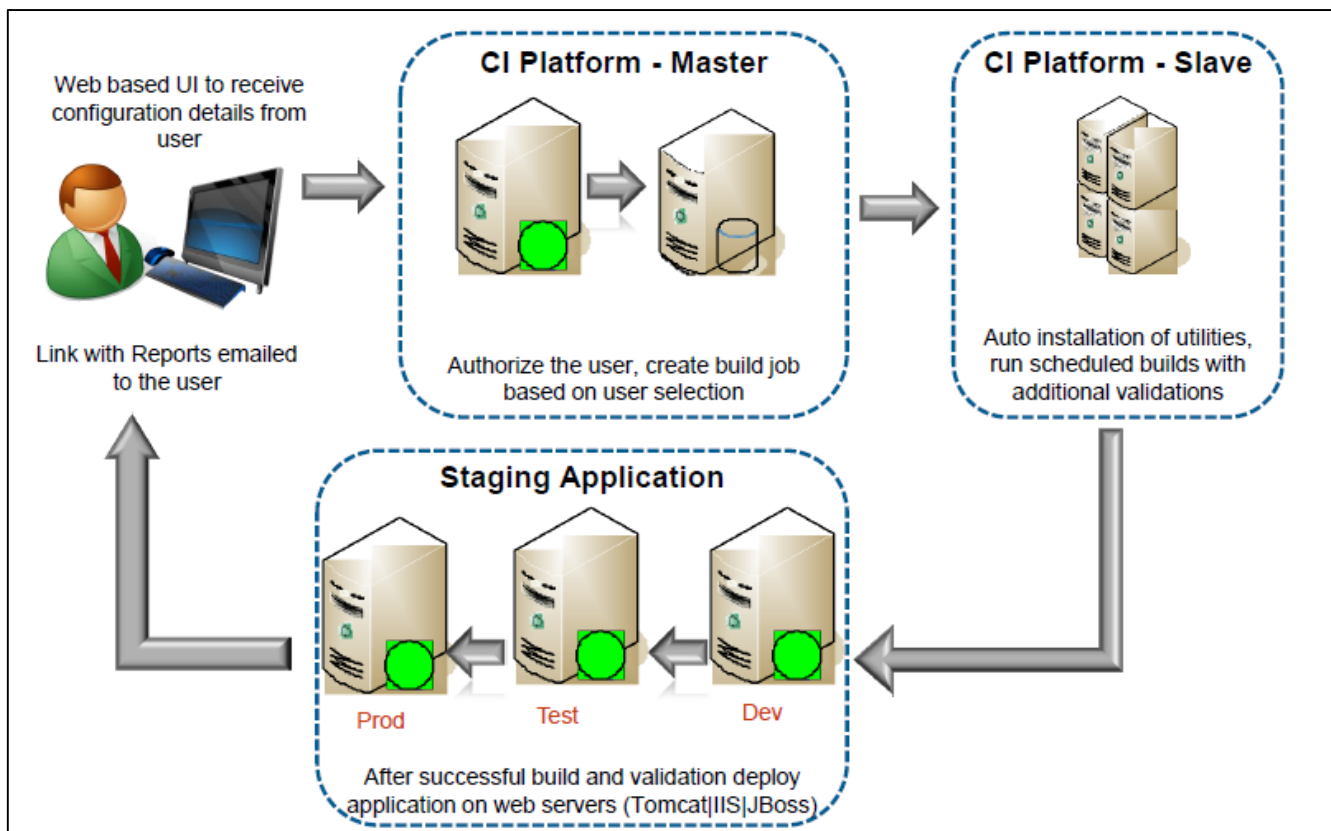 CI Platform - Master
CI Platform - Slave
Web based UI to receive
configuration details from
user
Link with Reports emailed
to the user
Authorize the user, create build job
based on user selection
Auto installation of utilities,
run scheduled builds with
additional validations
Staging Application
Prod
Test
Dev
After successful build and validation deploy
application on web servers (Tomcat|IIS|JBoss)